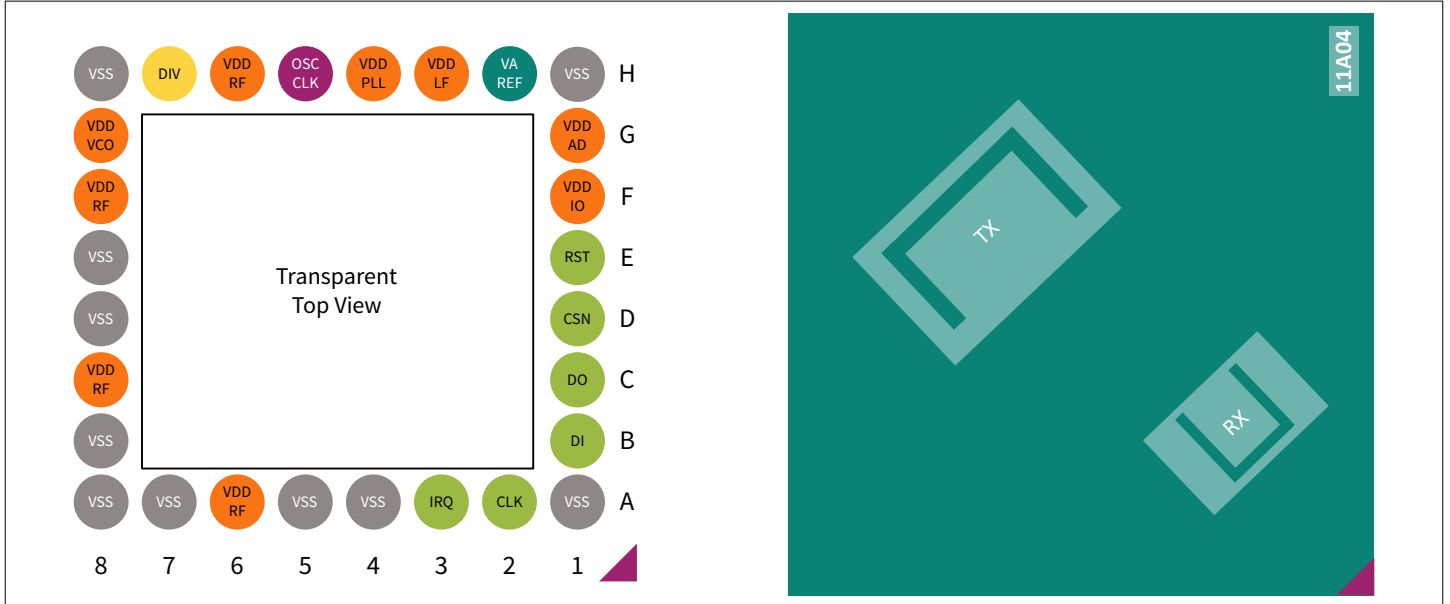 VSS
DIV
VDD
RF
OSC
CLK
VDD
PLL
VDD
LF
VA
REF
VSS
H
VDD
VCO
VDD
AD
G
VDD
RF
VDD
IO
F
VSS
RST
E
Transparent
Top View
VSS
CSN
D
VDD
RF
DO
C
VSS
DI
B
VSS
VSS
VDD
RF
VSS
VSS
IRQ
CLK
VSS
A
8 7 6 5 4 3 2 1
11A04
TX
RX